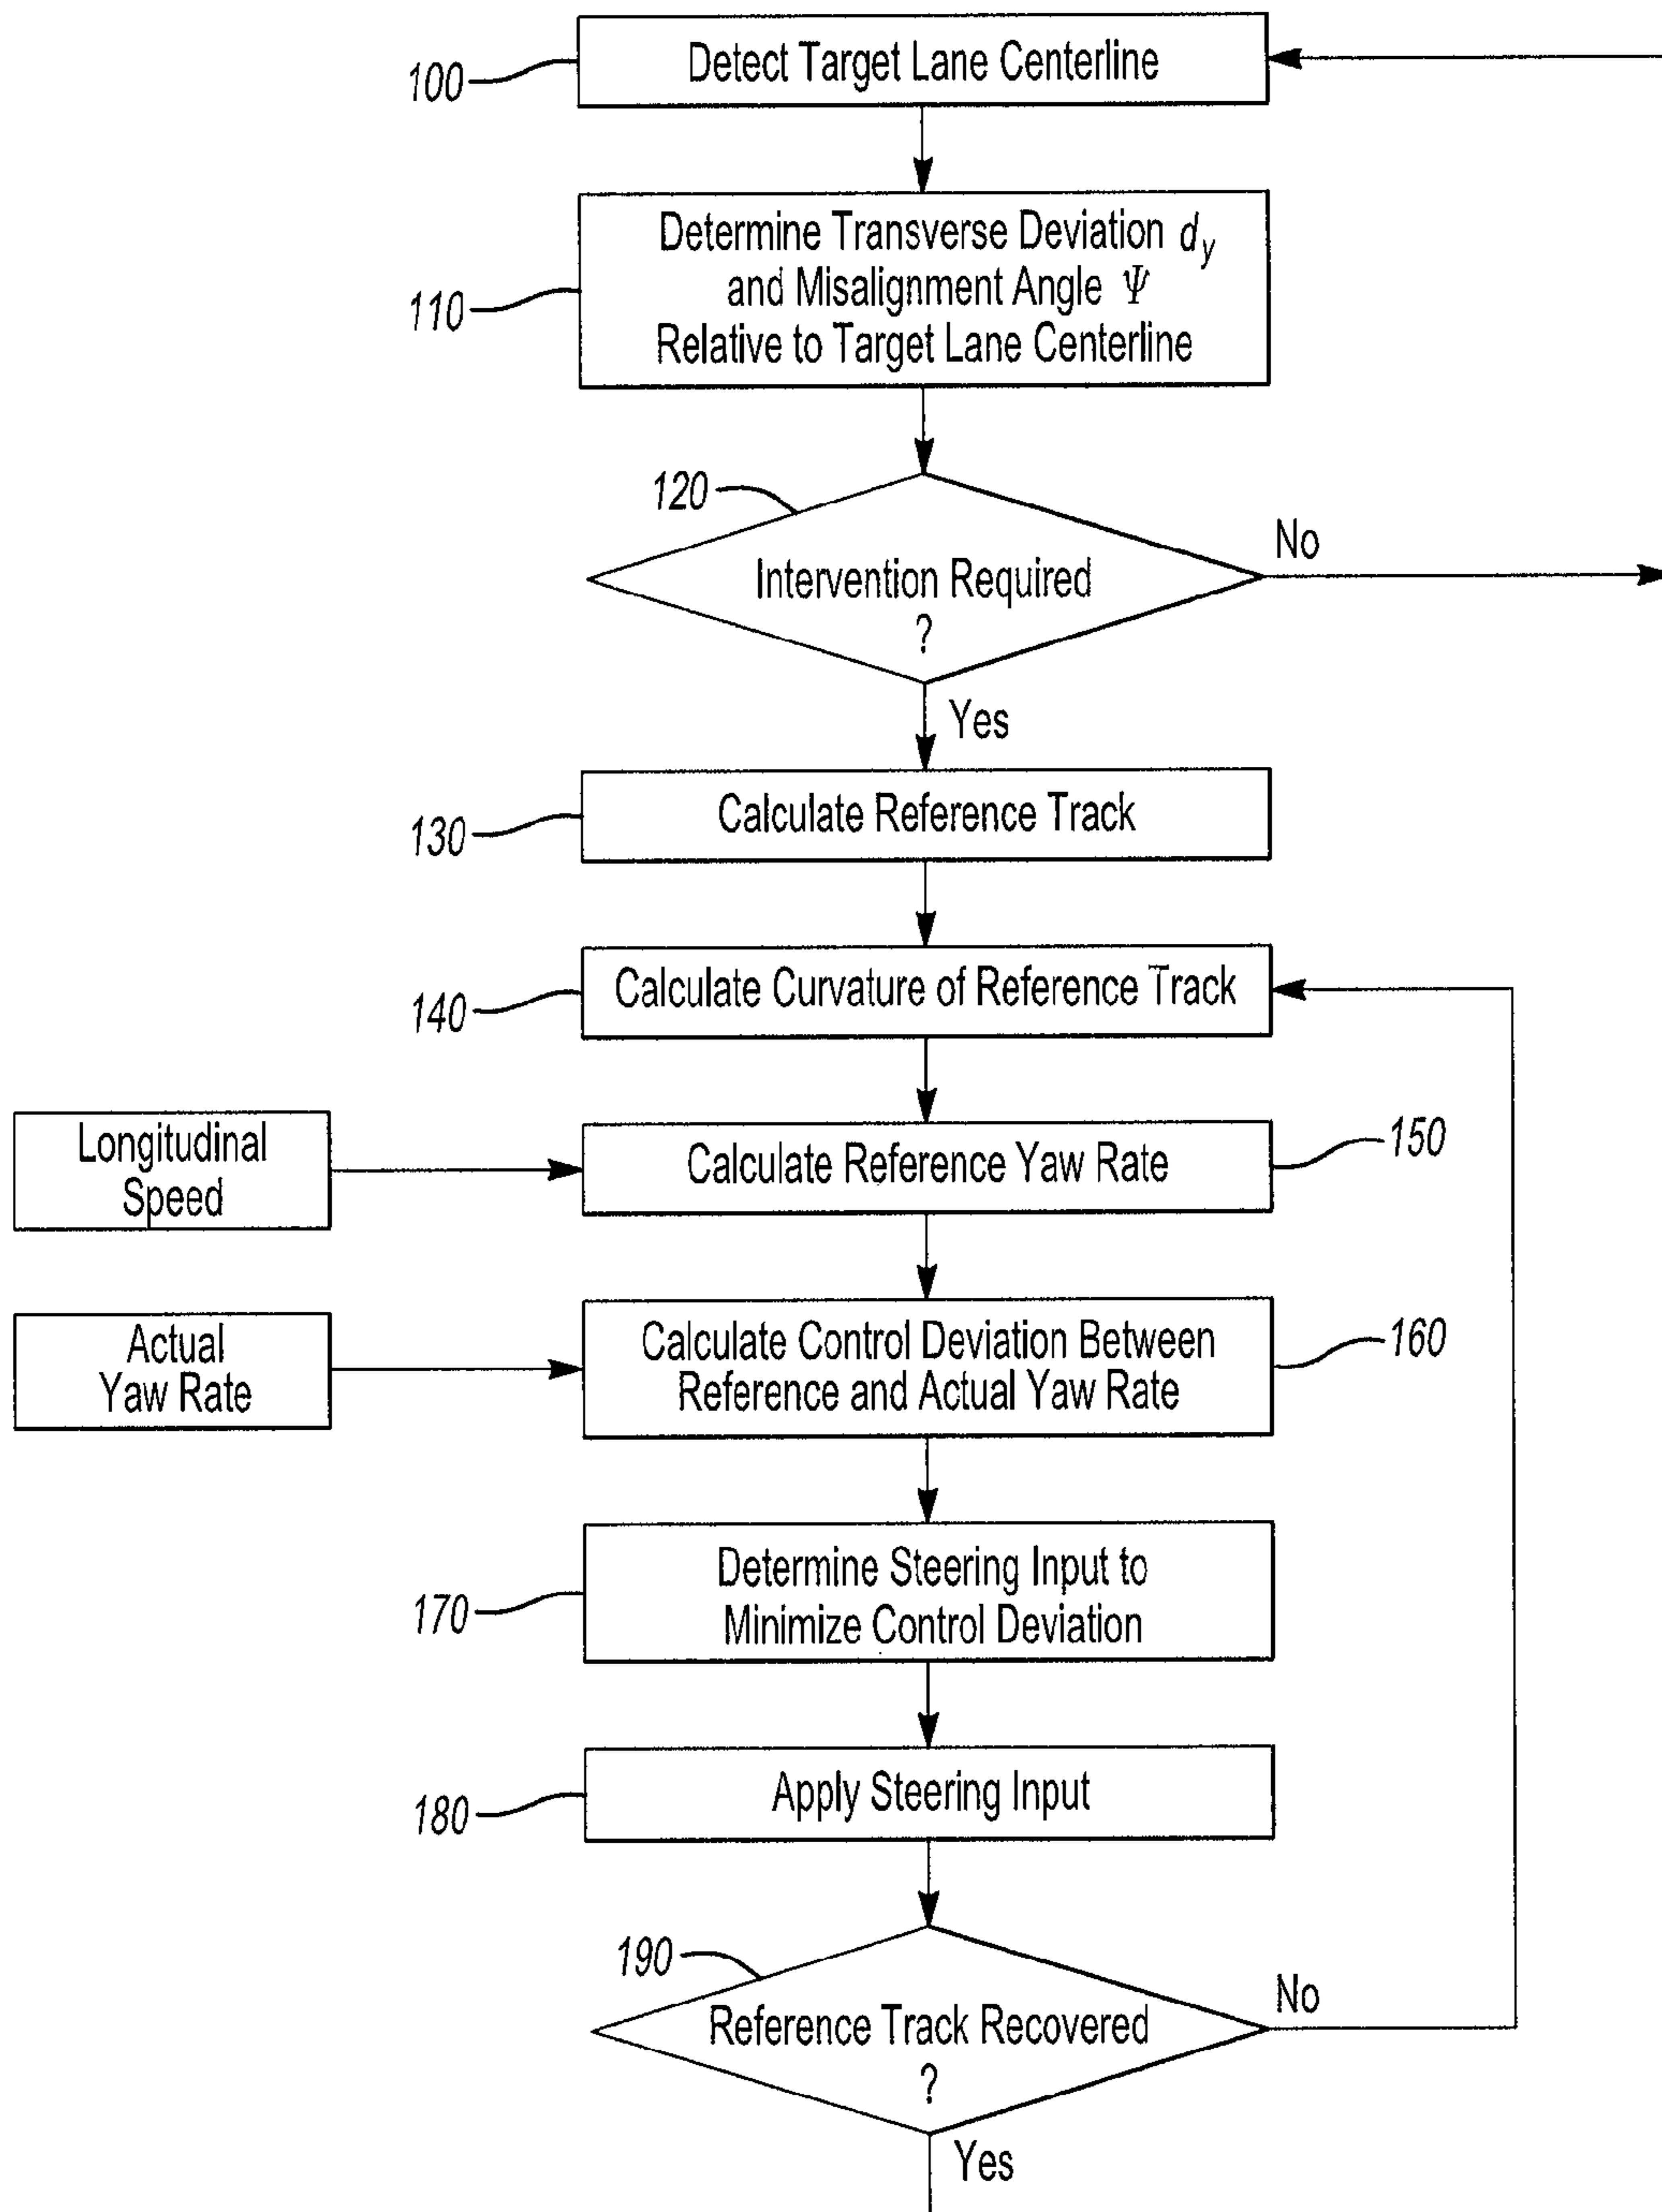 100
Detect Target Lane Centerline
110
Determine Transverse Deviation dy
and Misalignment Angle Ψ
Relative to Target Lane Centerline
120
Intervention Required
?
No
Yes
130
Calculate Reference Track
140
Calculate Curvature of Reference Track
Longitudinal
Speed
Calculate Reference Yaw Rate
150
Actual
Yaw Rate
Calculate Control Deviation Between
Reference and Actual Yaw Rate
160
170
Determine Steering Input to
Minimize Control Deviation
180
Apply Steering Input
190
Reference Track Recovered
?
No
Yes